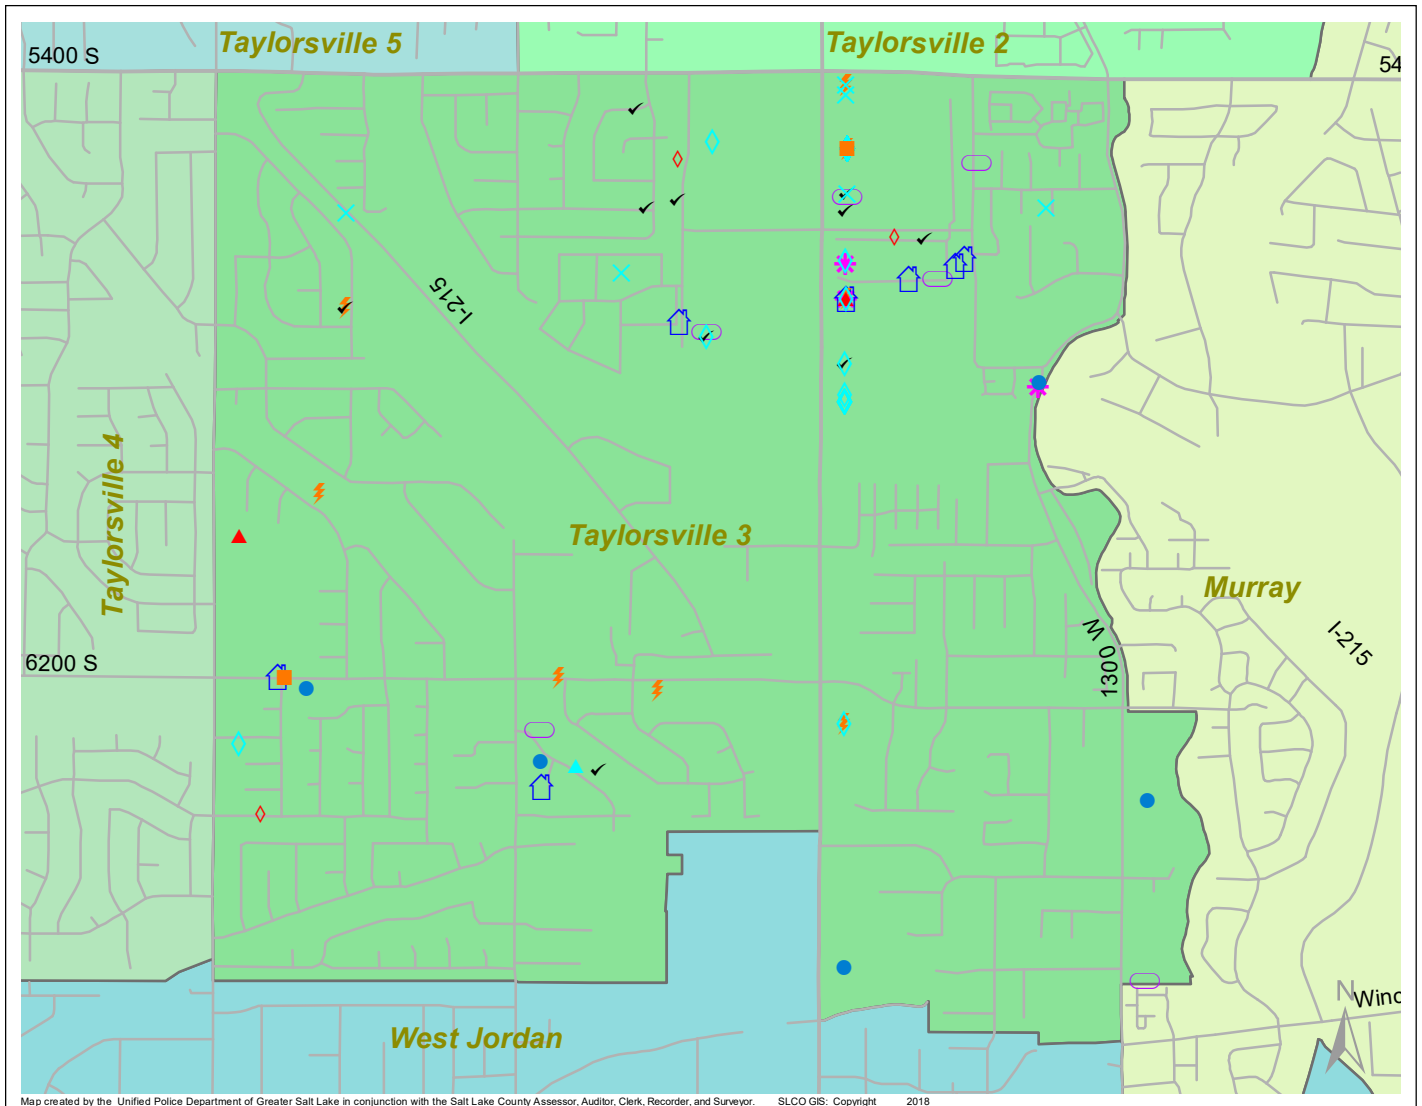 Taylorsville 5
Taylorsville 2
5400 S
54
I-215
Taylorsville 4
Taylorsville 3
Murray
I-215
1300 W
6200 S
N
Winc
West Jordan
Map created by the Unified Police Department of Greater Salt Lake in conjunction with the Salt Lake County Assessor, Auditor, Clerk, Recorder, and Surveyor. SLCO GIS: Copyright 2018